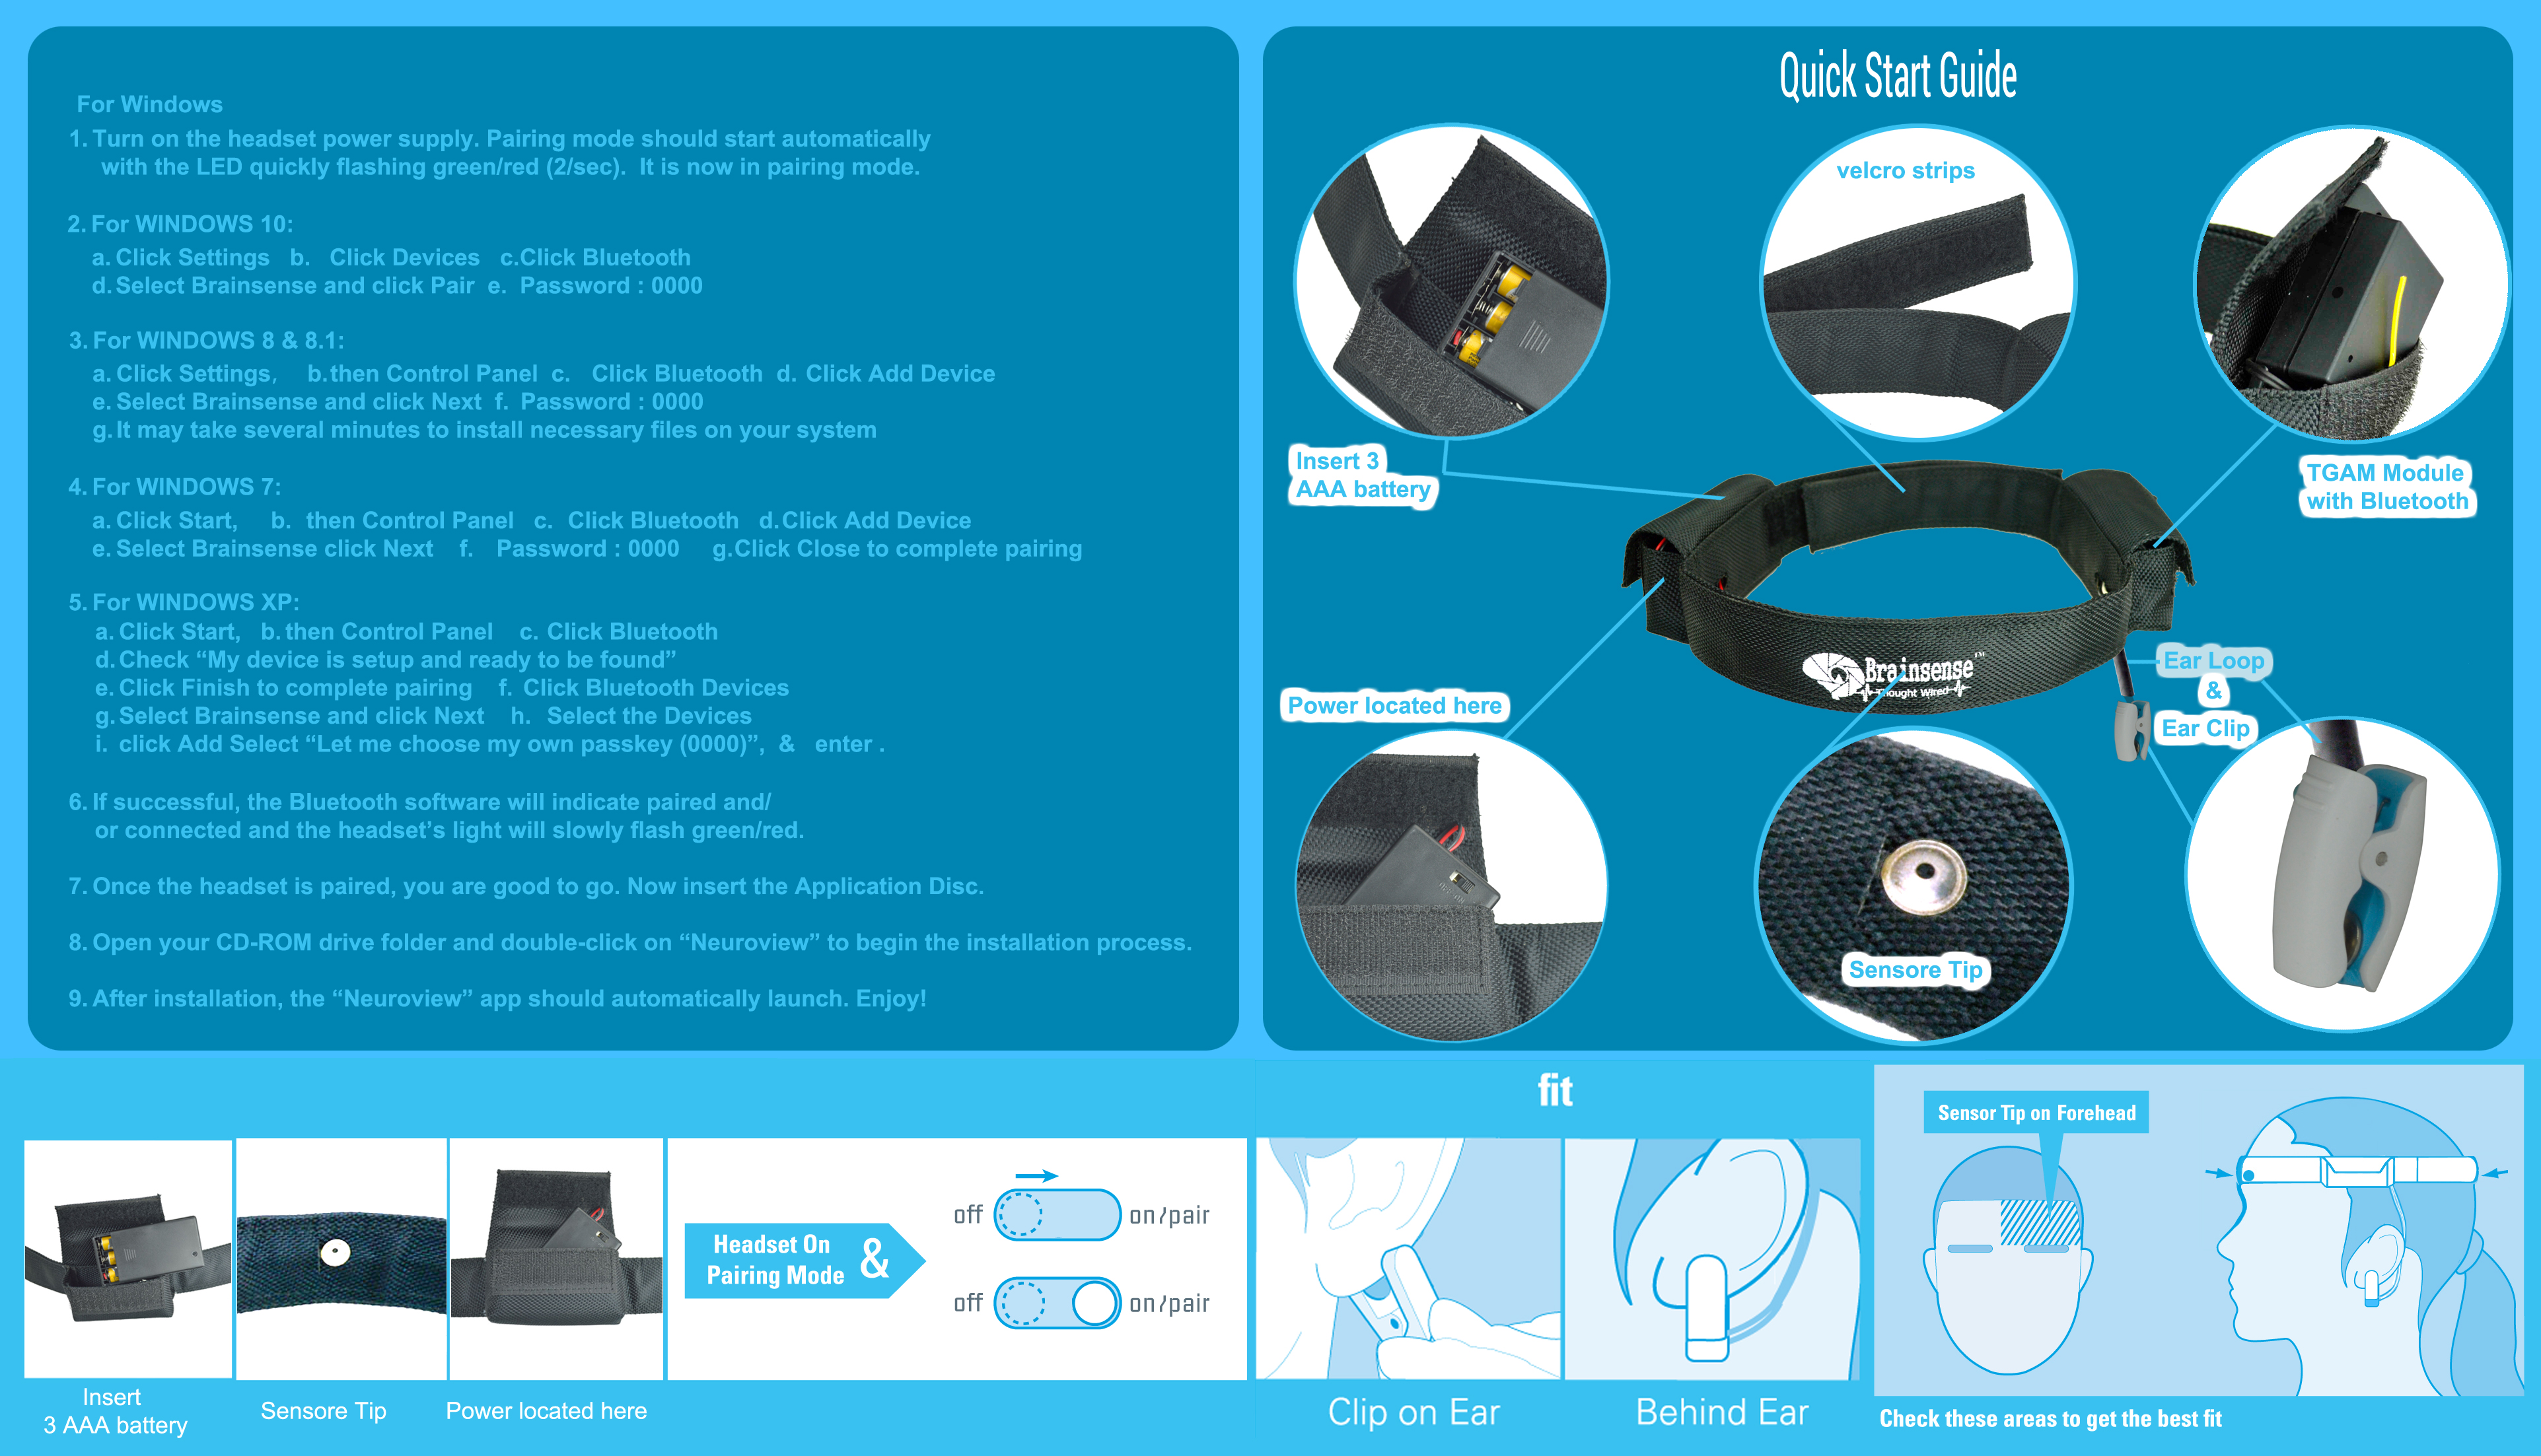 For Windows
1. Turn on the headset power supply. Pairing mode should start automatically
with the LED quickly flashing green/red (2/sec). It is now in pairing mode.
2. For WINDOWS 10:
a. Click Settings b. Click Devices c.Click Bluetooth
d. Select Brainsense and click Pair e. Password : 0000
3. For WINDOWS 8 & 8.1:
a. Click Settings, b.then Control Panel c. Click Bluetooth d. Click Add Device
e. Select Brainsense and click Next f. Password : 0000
g. It may take several minutes to install necessary files on your system
4. For WINDOWS 7:
a. Click Start, b. then Control Panel c. Click Bluetooth d.Click Add Device
e. Select Brainsense click Next f. Password : 0000 g.Click Close to complete pairing
5. For WINDOWS XP:
a. Click Start, b. then Control Panel c. Click Bluetooth
d. Check “My device is setup and ready to be found”
e. Click Finish to complete pairing f. Click Bluetooth Devices
g. Select Brainsense and click Next h. Select the Devices
i. click Add Select “Let me choose my own passkey (0000)”, & enter .
6. If successful, the Bluetooth software will indicate paired and/
or connected and the headset’s light will slowly flash green/red.
7. Once the headset is paired, you are good to go. Now insert the Application Disc.
8. Open your CD-ROM drive folder and double-click on “Neuroview” to begin the installation process.
9. After installation, the “Neuroview” app should automatically launch. Enjoy!
Quick Start Guide
velcro strips
Insert 3
AAA battery
TGAM Module
with Bluetooth
Brainsense™
Thought Wired
Ear Loop
&
Ear Clip
Power located here
Sensore Tip
Insert
3 AAA battery
Sensore Tip
Power located here
Headset On
Pairing Mode
&
off on/pair
off on/pair
fit
Clip on Ear
Behind Ear
Sensor Tip on Forehead
Check these areas to get the best fit